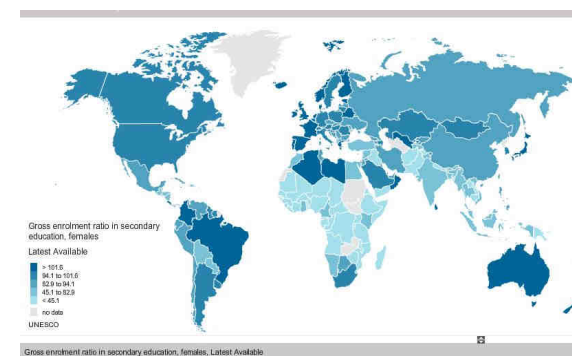 Gross enrolment ratio in secondary
education, females
Latest Available
> 101.6
94.1 to 101.6
82.9 to 94.1
45.1 to 82.9
< 45.1
no data
UNESCO
Gross enrolment ratio in secondary education, females, Latest Available